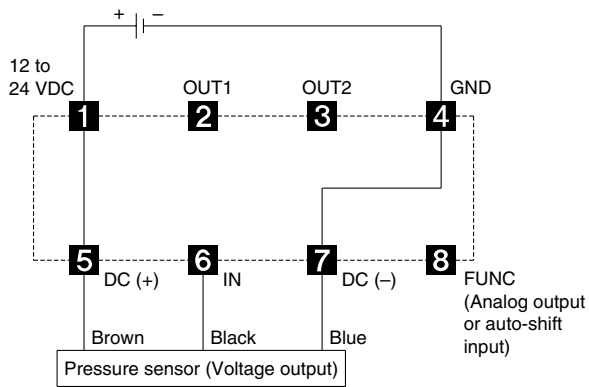 + –
12 to
24 VDC
OUT1
OUT2
GND
1
2
3
4
5
6
7
8
DC (+)
IN
DC (–)
FUNC
(Analog output
or auto-shift
input)
Brown
Black
Blue
Pressure sensor (Voltage output)